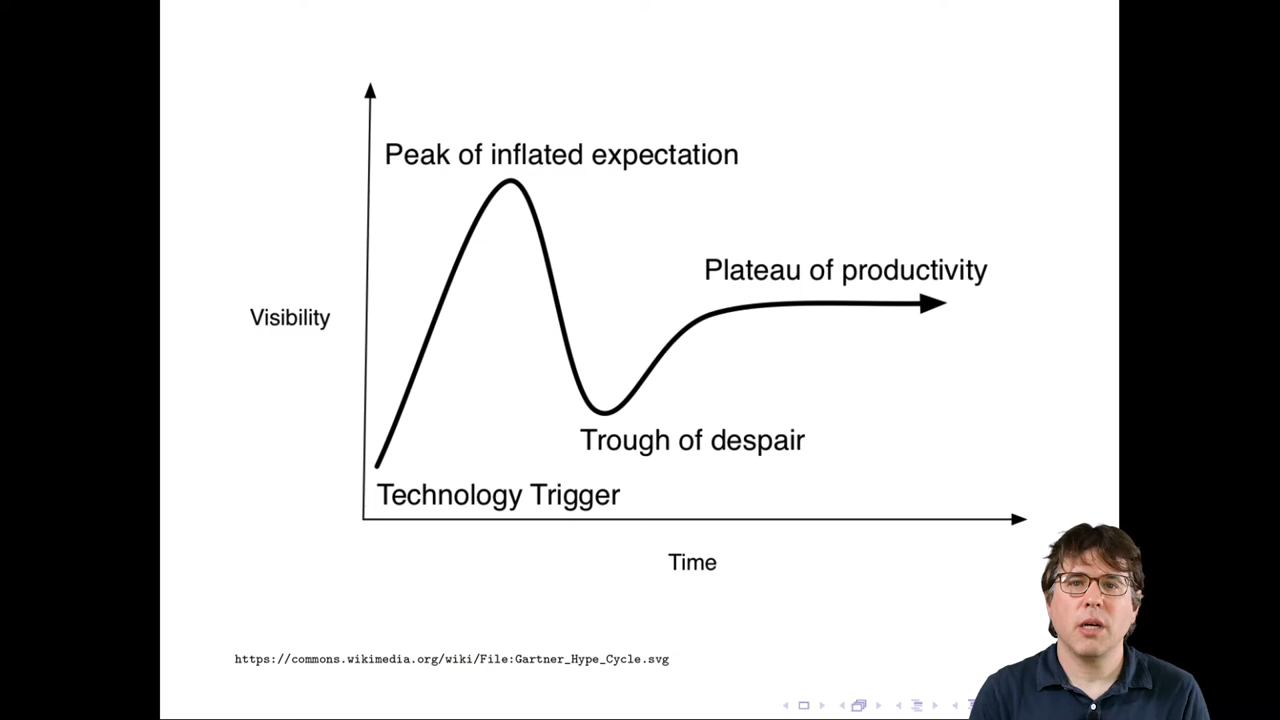 Peak of inflated expectation
Plateau of productivity
Visibility
Trough of despair
Technology Trigger
Time
https://commons.wikimedia.org/wiki/File:Gartner_Hype_Cycle.svg